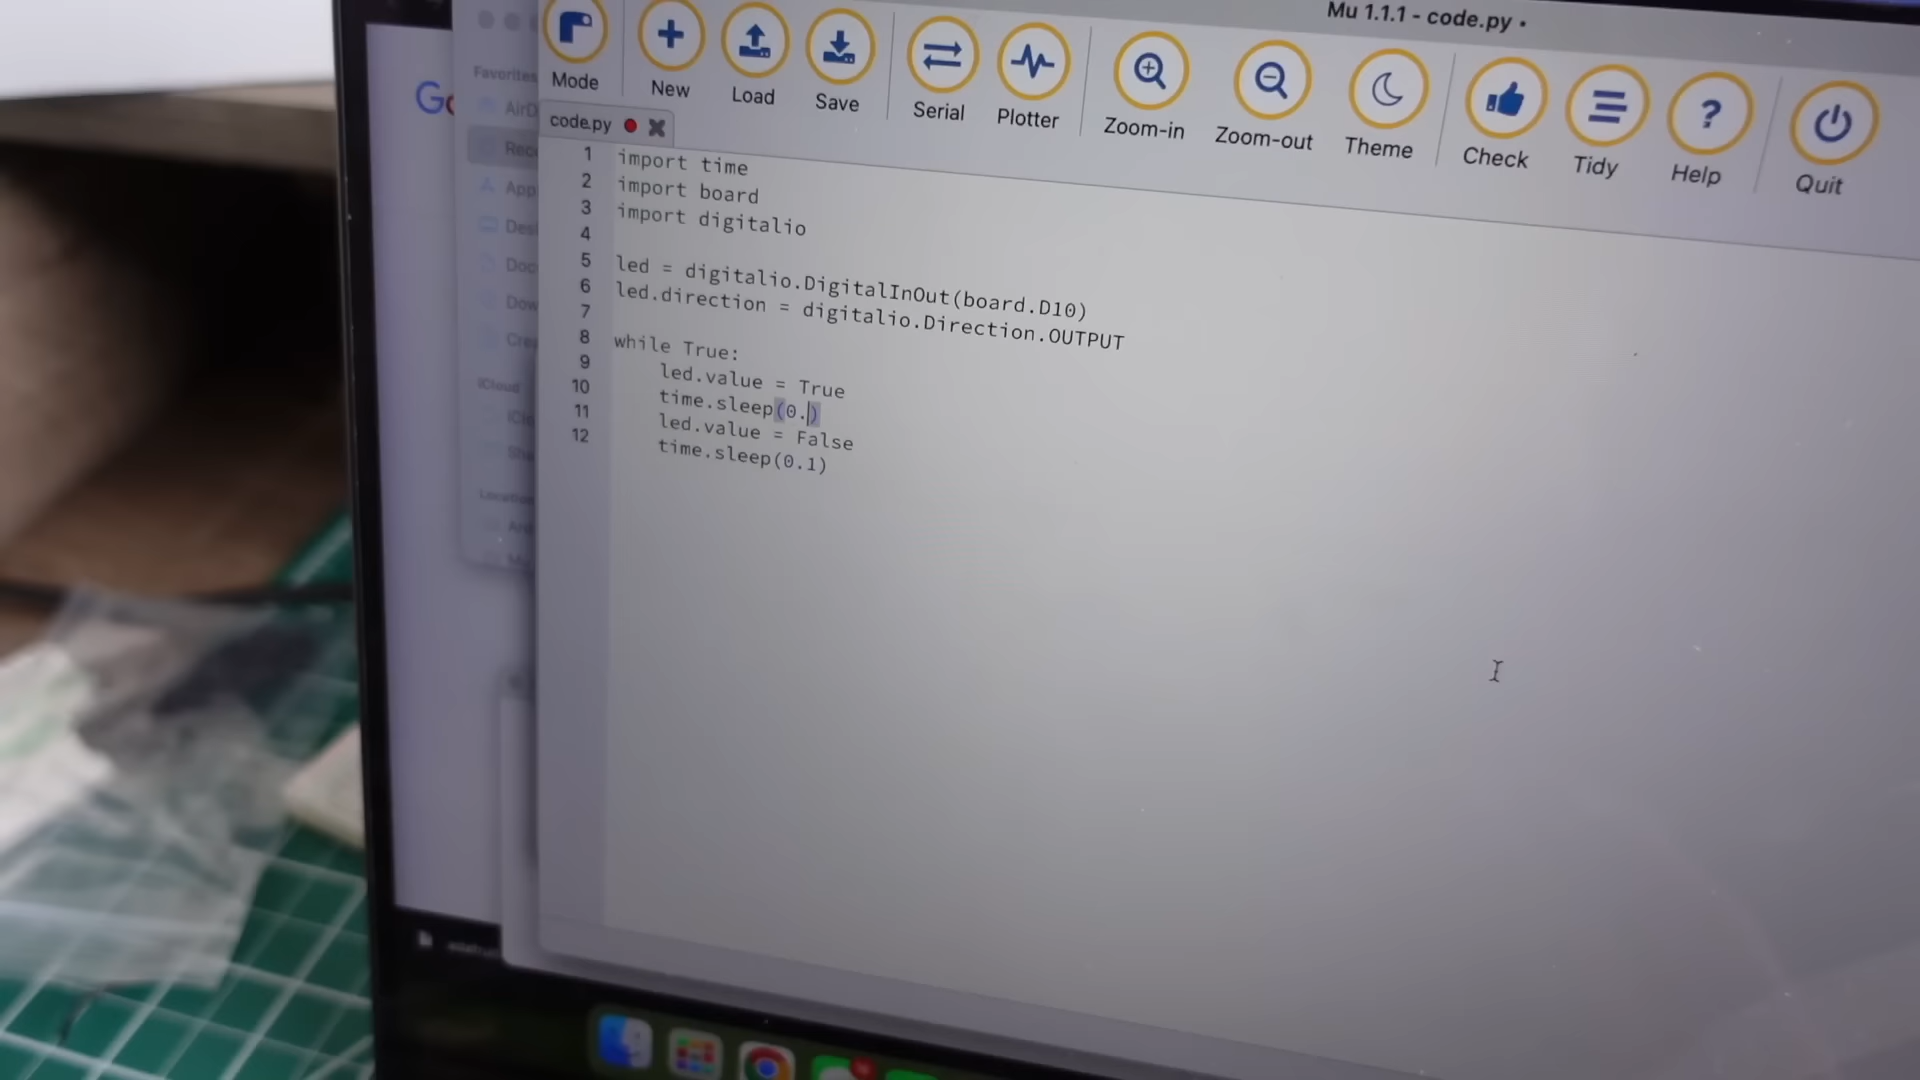 Mu 1.1.1 - code.py •
Mode
New
Load
Save
Serial
Plotter
Zoom-in
Zoom-out
Theme
Check
Tidy
Help
Quit
Favorites
code.py
1 import time
2 import board
3 import digitalio
4
5 led = digitalio.DigitalInOut(board.D10)
6 led.direction = digitalio.Direction.OUTPUT
7
8 while True:
9     led.value = True
10     time.sleep(0.)
11     led.value = False
12     time.sleep(0.1)
iCloud